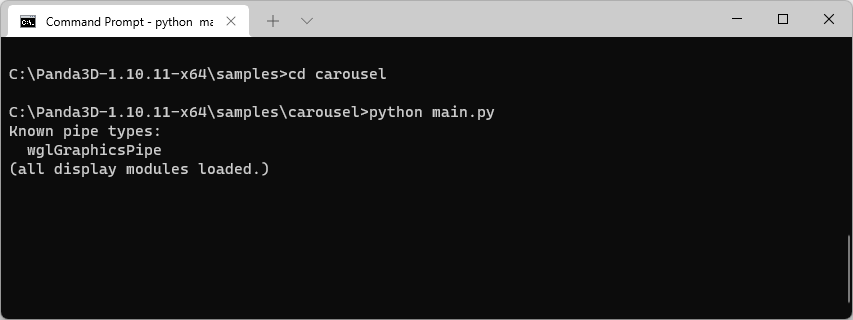 Command Prompt - python ma
C:\Panda3D-1.10.11-x64\samples>cd carousel
C:\Panda3D-1.10.11-x64\samples\carousel>python main.py
Known pipe types:
  wglGraphicsPipe
(all display modules loaded.)